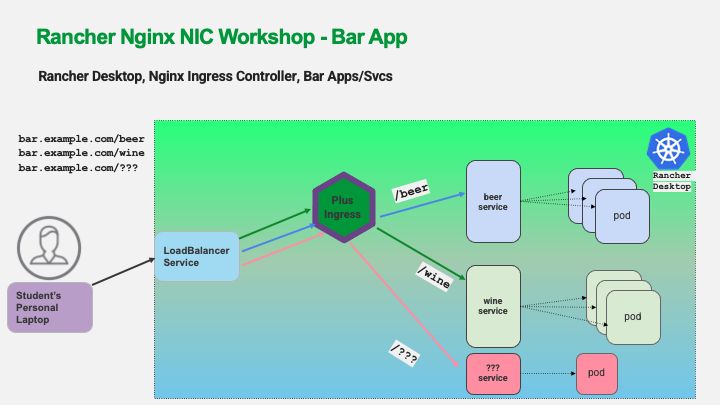 Rancher Nginx NIC Workshop - Bar App
Rancher Desktop, Nginx Ingress Controller, Bar Apps/Svcs
bar.example.com/beer
bar.example.com/wine
bar.example.com/???
Rancher
Desktop
Plus
Ingress
/beer
beer
service
pod
LoadBalancer
Service
Student's
Personal
Laptop
/wine
wine
service
pod
/???
???
service
pod